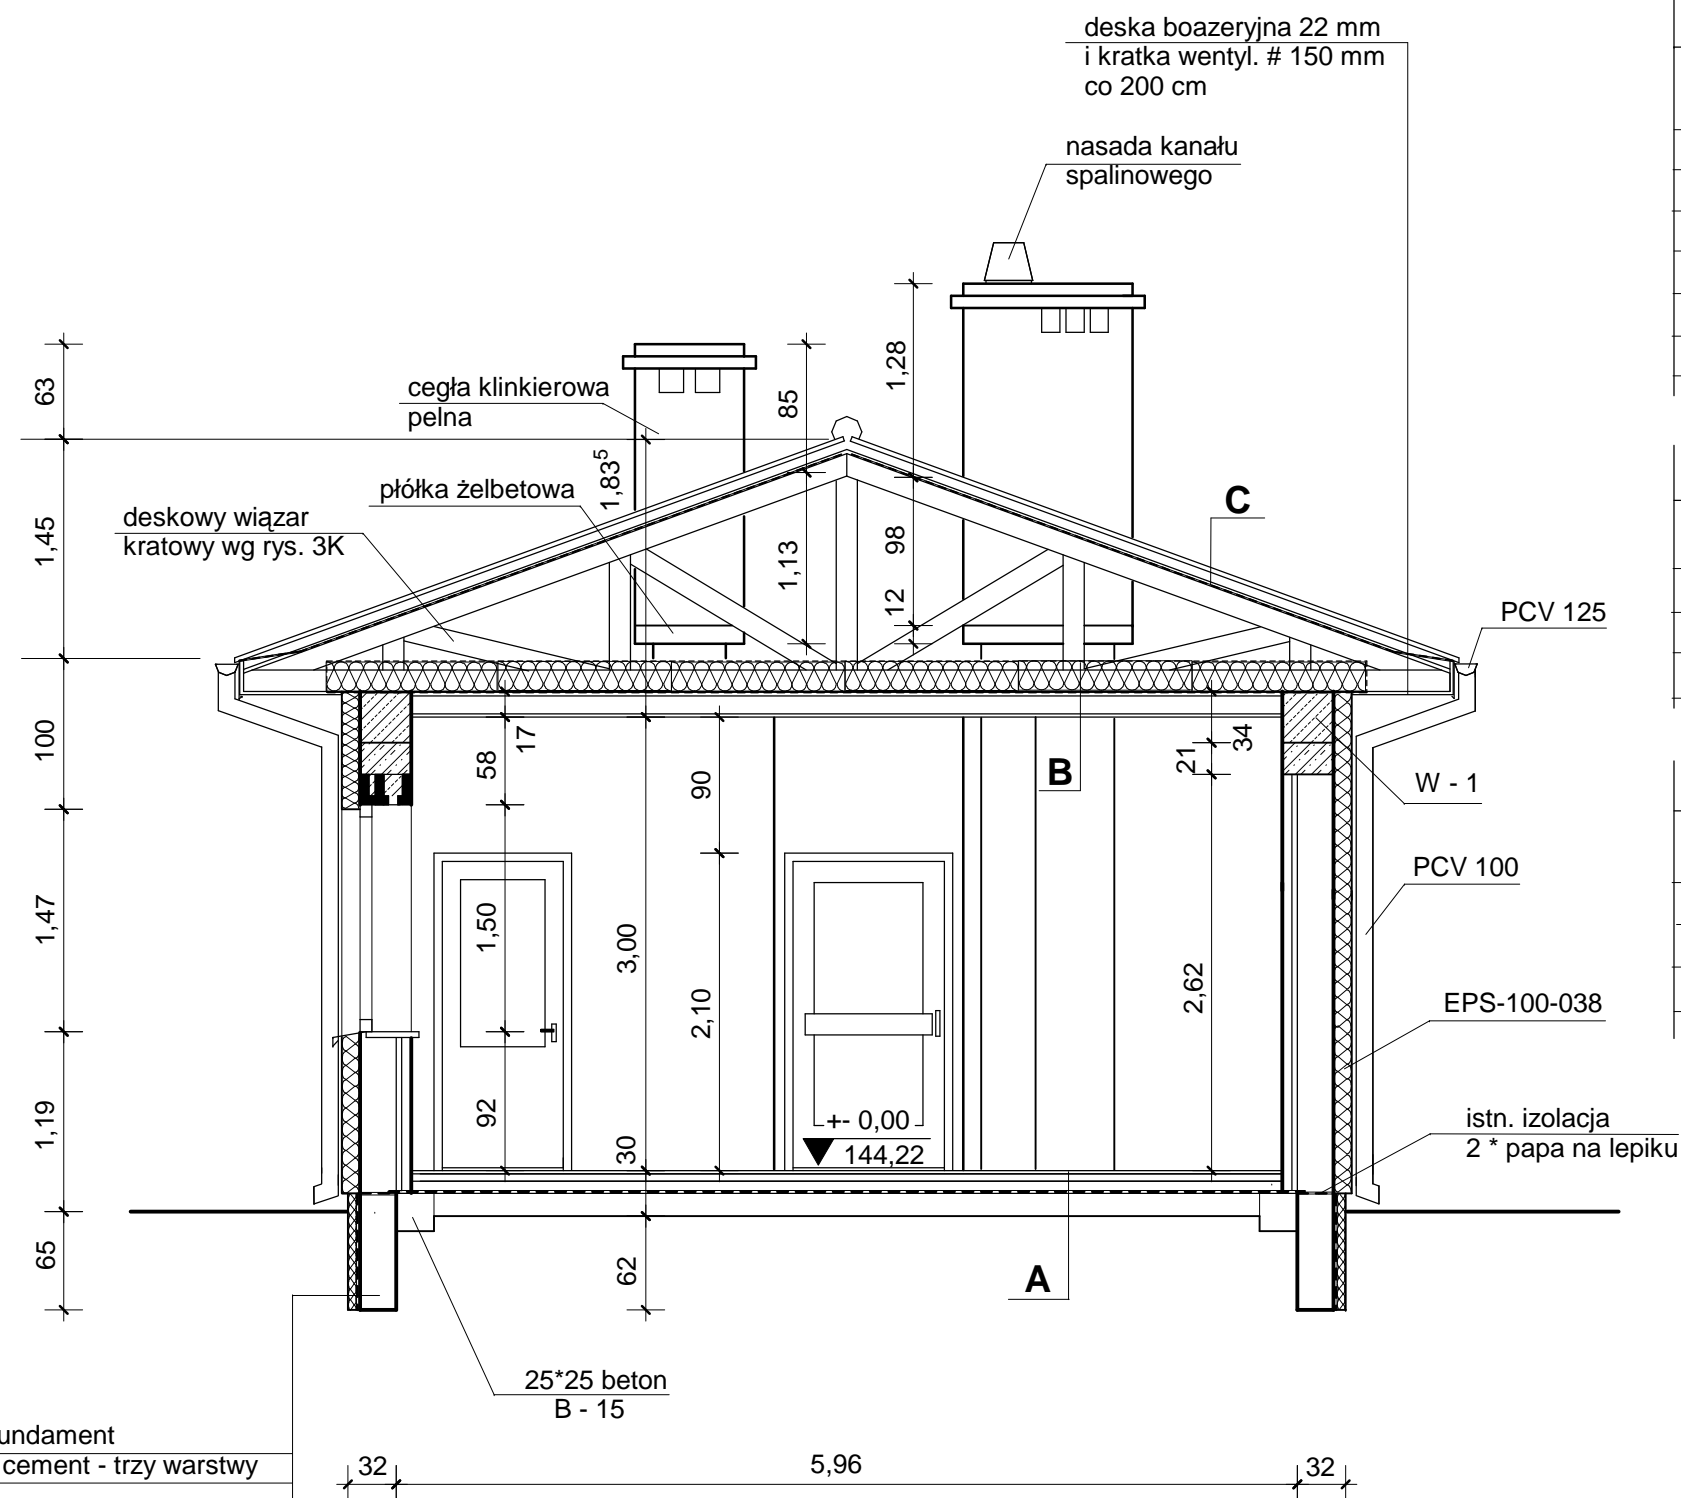 deska boazeryjna 22 mm
i kratka wentyl. # 150 mm
co 200 cm
nasada kanału
spalinowego
63
cegła klinkierowa
pelna
85
1,28
1,83⁵
płółka żelbetowa
deskowy wiązar
kratowy wg rys. 3K
1,45
1,13
98
12
C
PCV 125
100
58
17
90
B
21
34
W - 1
PCV 100
1,47
1,50
3,00
2,10
2,62
EPS-100-038
1,19
92
30
+- 0,00
144,22
istn. izolacja
2 * papa na lepiku
65
62
A
25*25 beton
B - 15
undament
cement - trzy warstwy
32
5,96
32